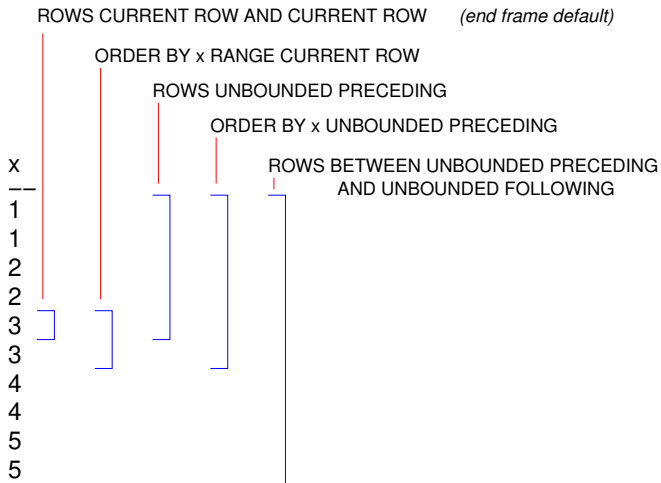 ROWS CURRENT ROW AND CURRENT ROW (end frame default)
ORDER BY x RANGE CURRENT ROW
ROWS UNBOUNDED PRECEDING
ORDER BY x UNBOUNDED PRECEDING
ROWS BETWEEN UNBOUNDED PRECEDING
AND UNBOUNDED FOLLOWING
x
--
1
1
2
2
3
3
4
4
5
5